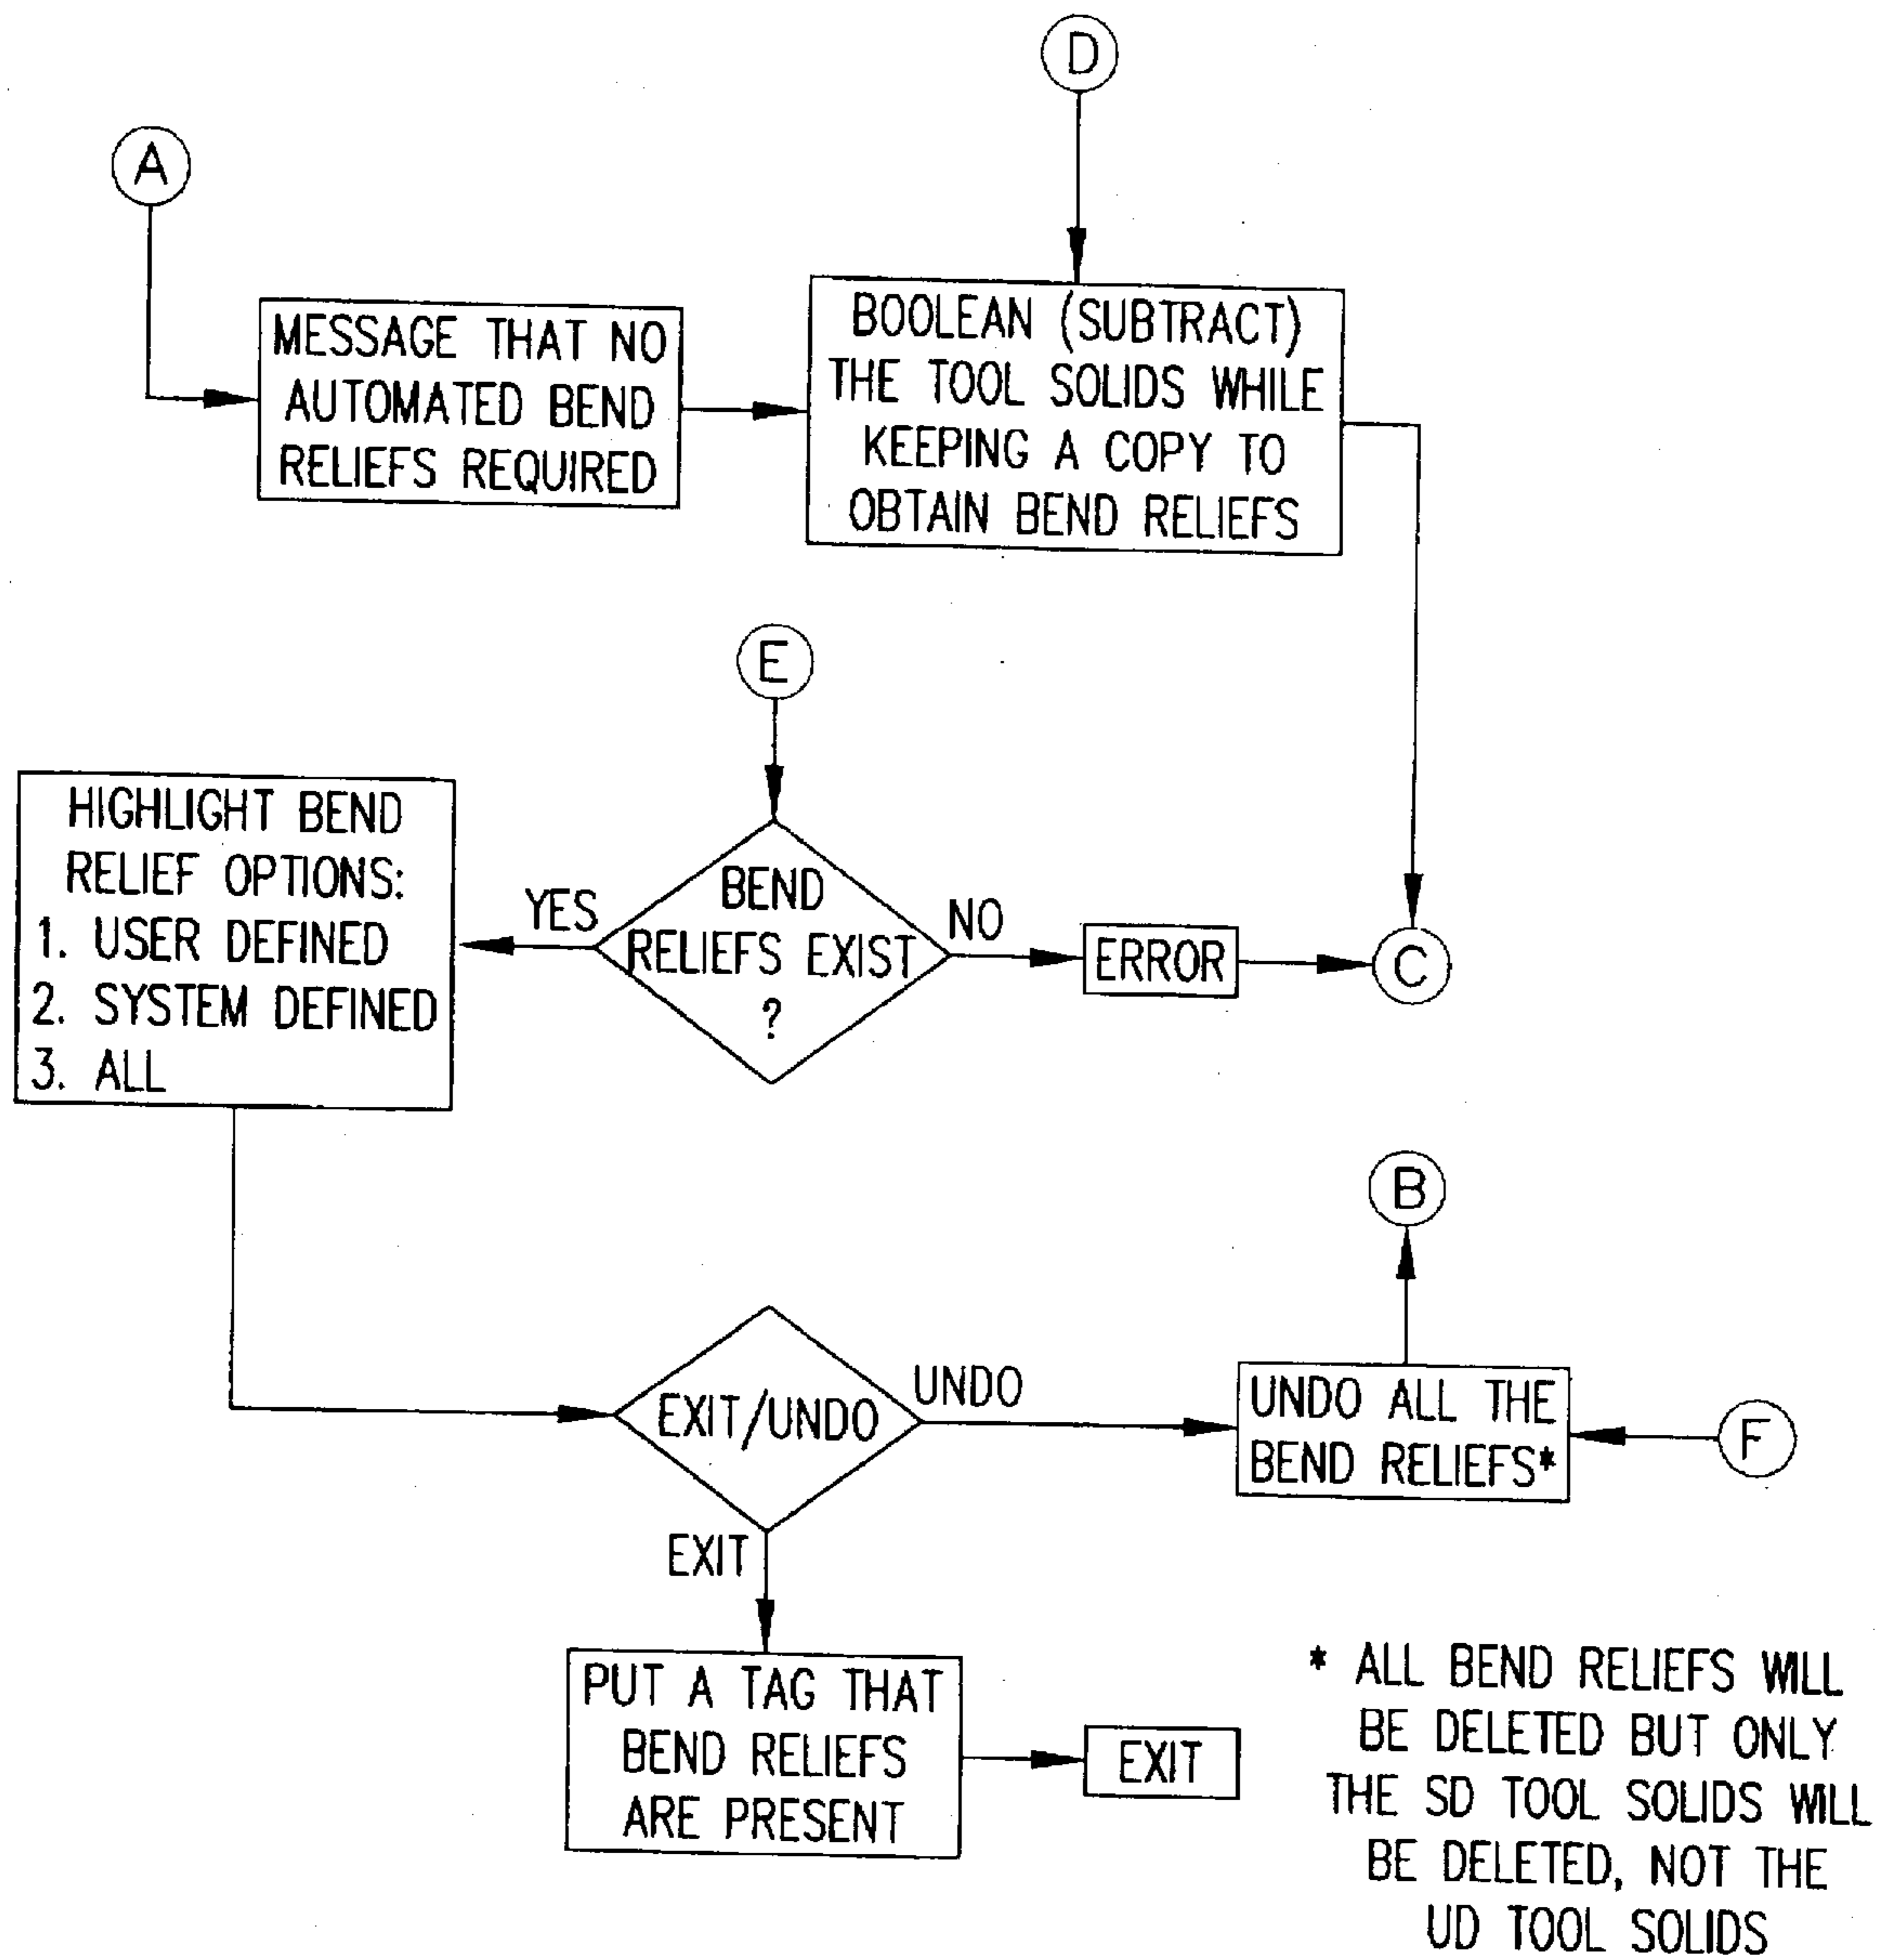 D
A
MESSAGE THAT NO
AUTOMATED BEND
RELIEFS REQUIRED
BOOLEAN (SUBTRACT)
THE TOOL SOLIDS WHILE
KEEPING A COPY TO
OBTAIN BEND RELIEFS
E
HIGHLIGHT BEND
RELIEF OPTIONS:
1. USER DEFINED
2. SYSTEM DEFINED
3. ALL
YES
BEND
RELIEFS EXIST
?
NO
ERROR
C
B
EXIT/UNDO
UNDO
UNDO ALL THE
BEND RELIEFS*
F
EXIT
PUT A TAG THAT
BEND RELIEFS
ARE PRESENT
EXIT
* ALL BEND RELIEFS WILL
BE DELETED BUT ONLY
THE SD TOOL SOLIDS WILL
BE DELETED, NOT THE
UD TOOL SOLIDS